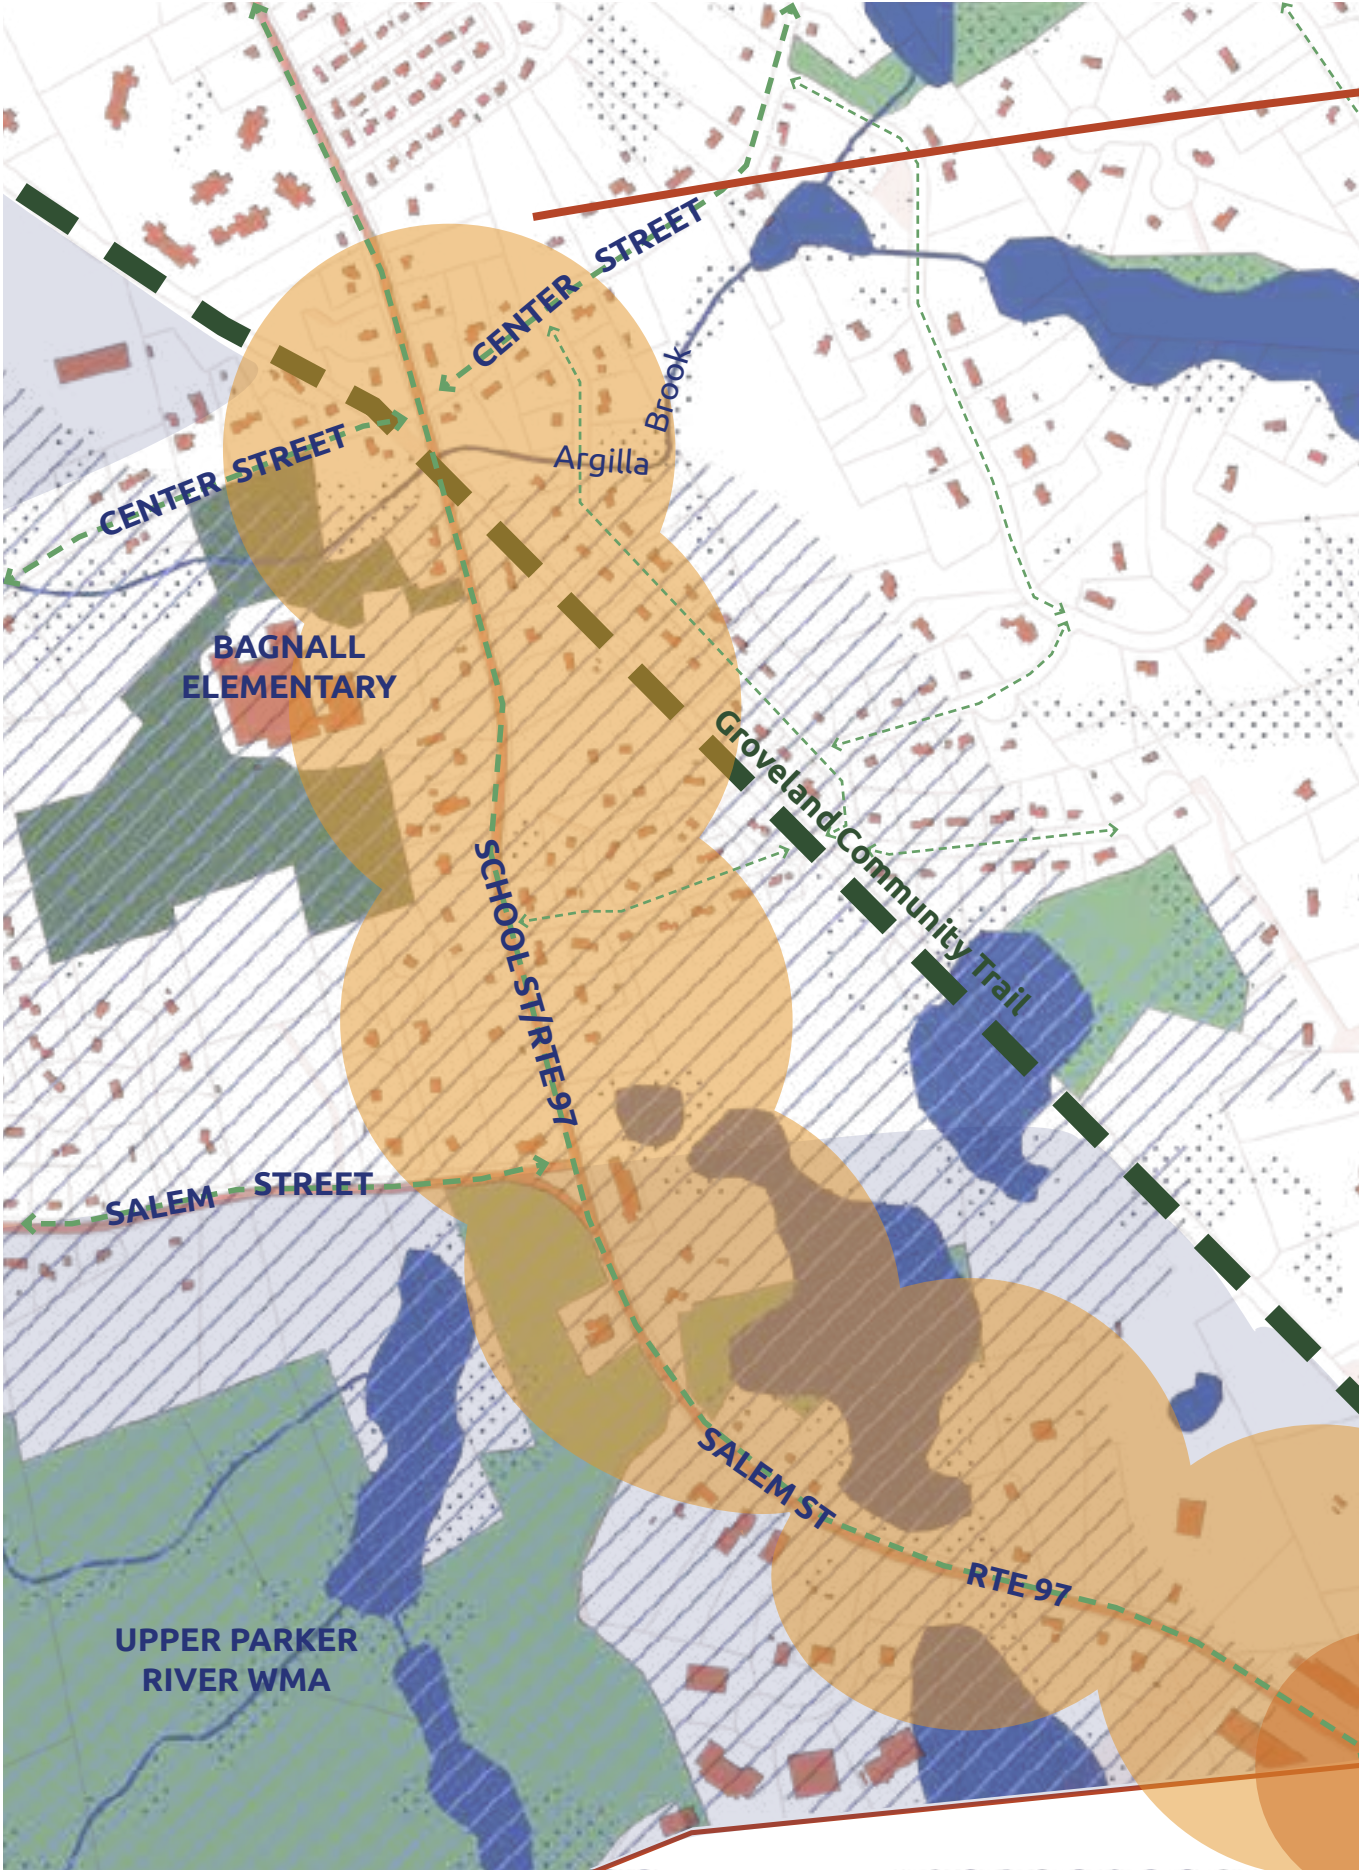 CENTER STREET
Brook
Argilla
CENTER STREET
BAGNALL
ELEMENTARY
Groveland Community Trail
SCHOOL ST/RTE 97
SALEM STREET
SALEM ST
RTE 97
UPPER PARKER
RIVER WMA